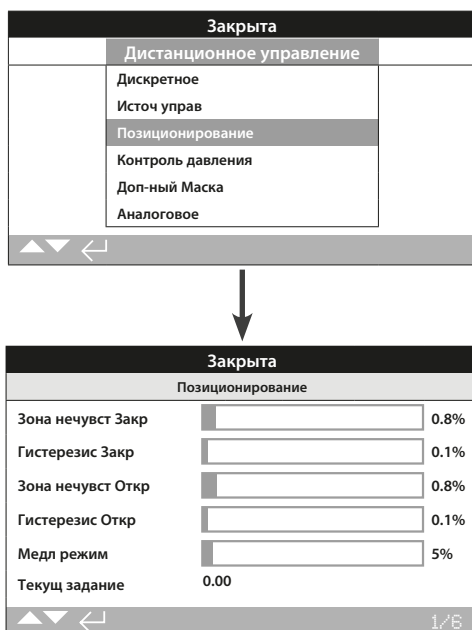 Закрыта
Дистанционное управление
Дискретное
Источ управ
Позиционирование
Контроль давления
Доп-ный Маска
Аналоговое
Закрыта
Позиционирование
Зона нечувст Закр 0.8%
Гистерезис Закр 0.1%
Зона нечувст Откр 0.8%
Гистерезис Откр 0.1%
Медл режим 5%
Текущ задание 0.00
1/6